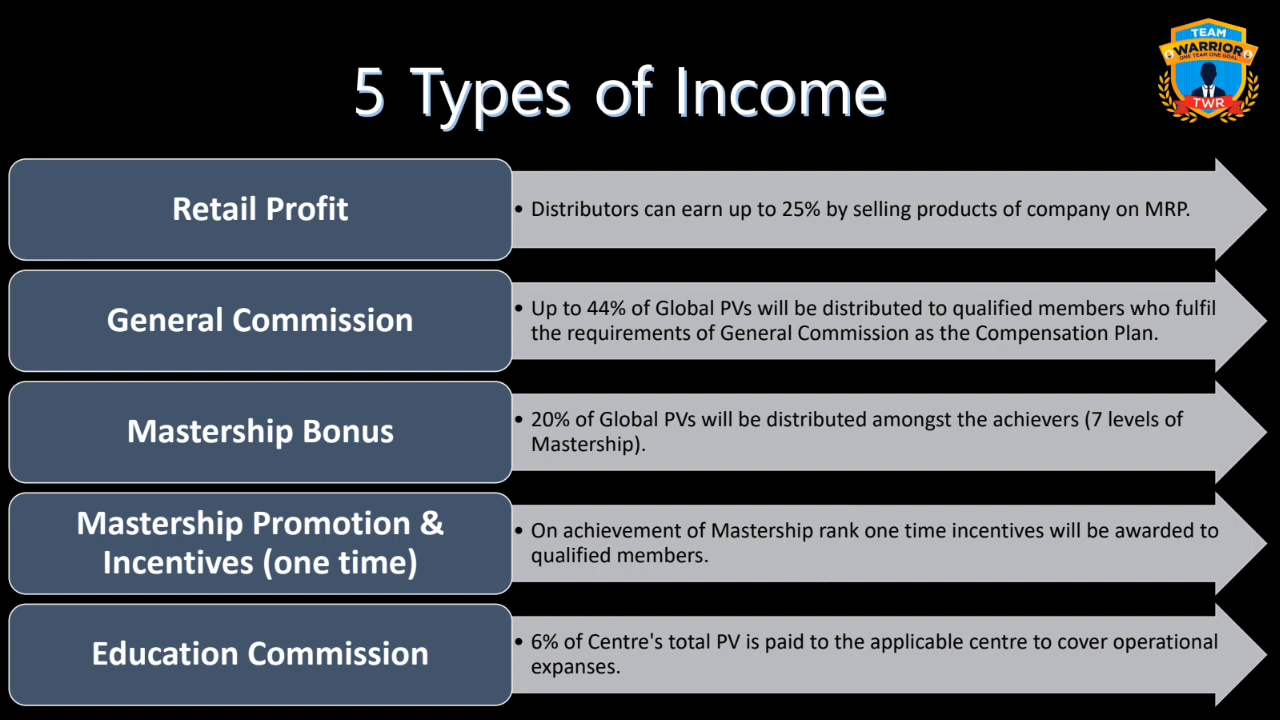 TEAM
WARRIOR
ONE TEAM ONE GOAL
TWR
5 Types of Income
Retail Profit
• Distributors can earn up to 25% by selling products of company on MRP.
General Commission
• Up to 44% of Global PVs will be distributed to qualified members who fulfil
the requirements of General Commission as the Compensation Plan.
Mastership Bonus
• 20% of Global PVs will be distributed amongst the achievers (7 levels of
Mastership).
Mastership Promotion &
Incentives (one time)
• On achievement of Mastership rank one time incentives will be awarded to
qualified members.
Education Commission
• 6% of Centre's total PV is paid to the applicable centre to cover operational
expanses.